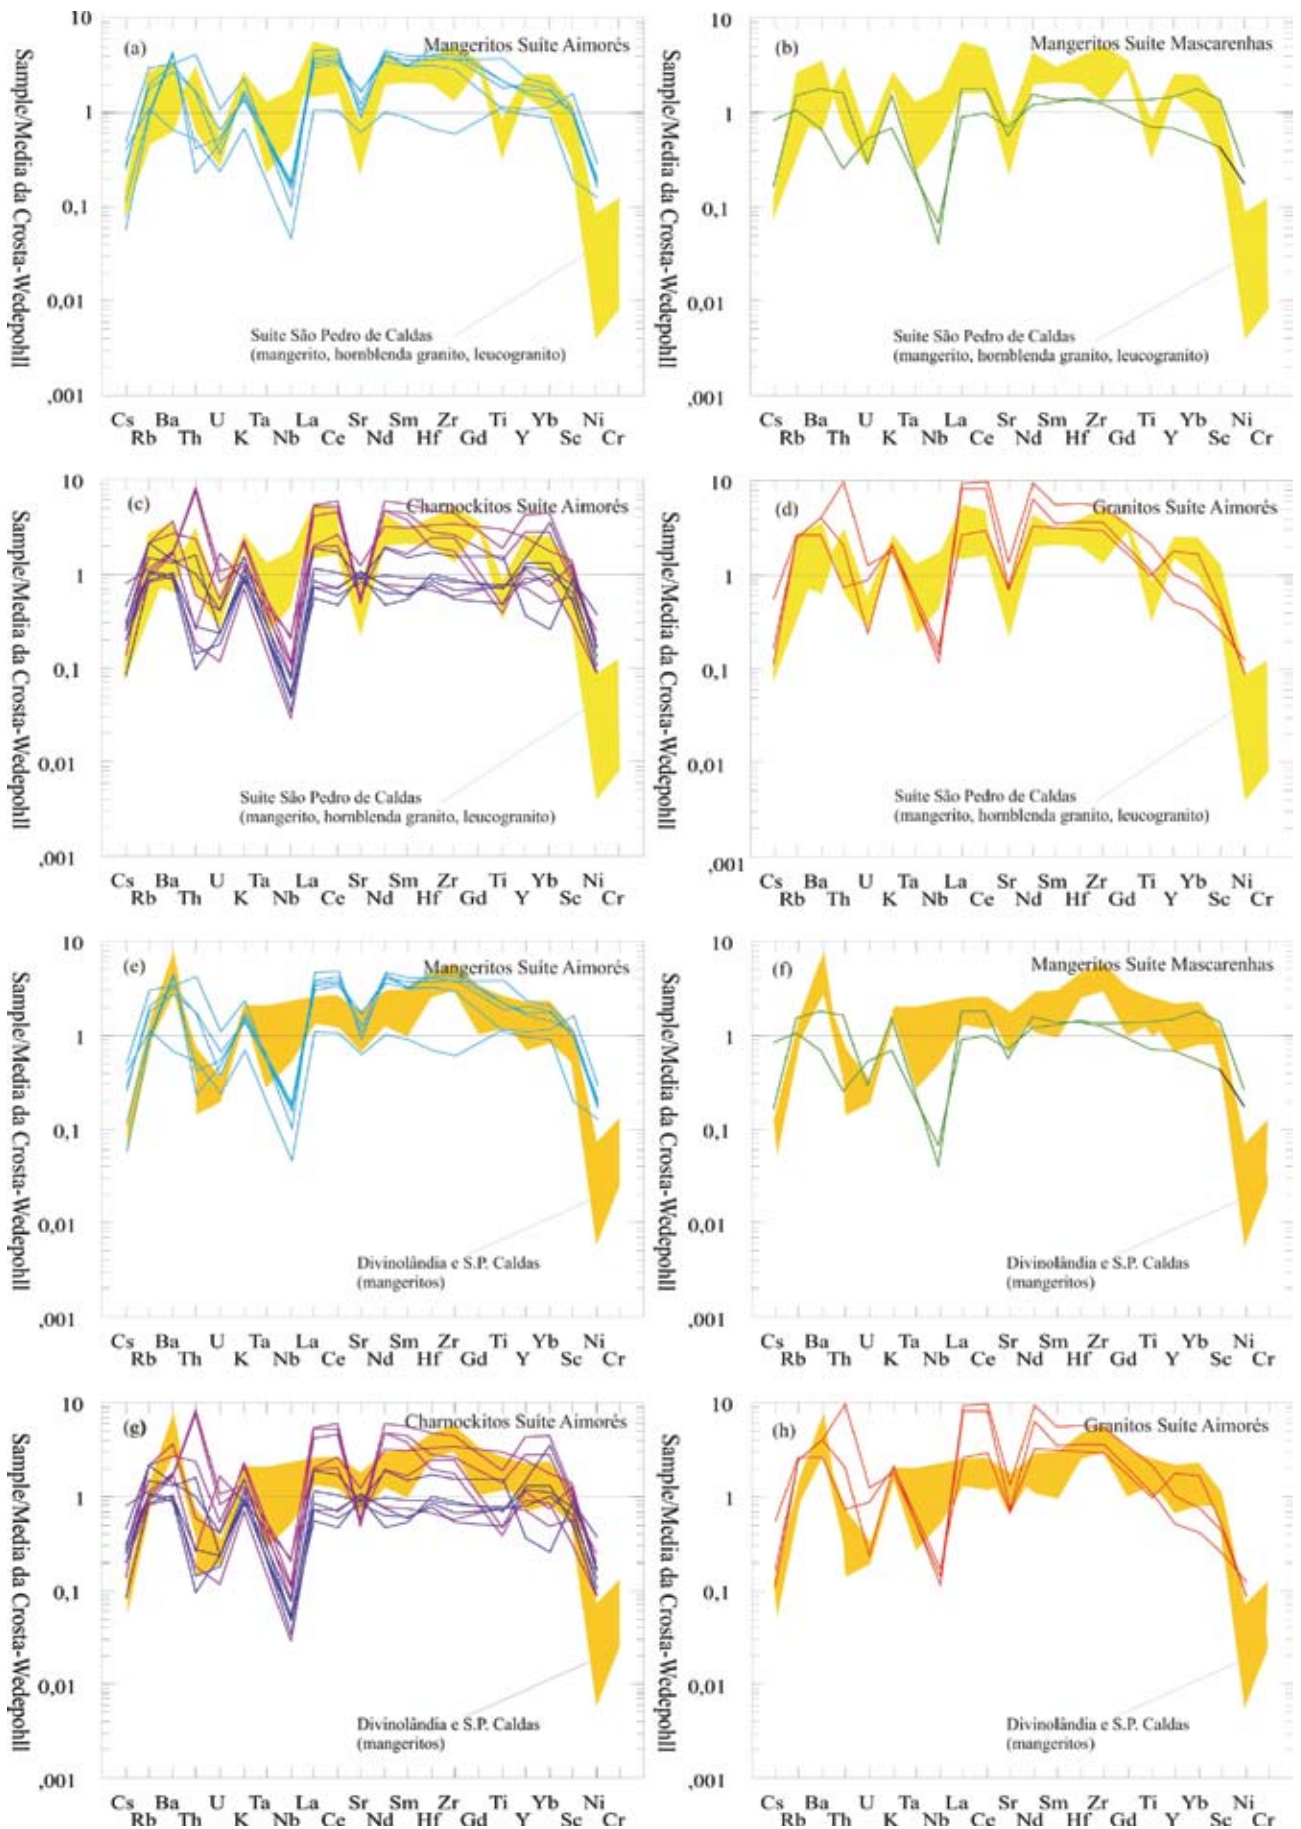 Sample/Media da Crosta-Wedepohll
10
1
0,1
0,01
,001
(a)
Mangeritos Suíte Aimorés
Suíte São Pedro de Caldas
(mangerito, hornblenda granito, leucogranito)
Cs Ba U Ta La Sr Sm Zr Ti Yb Ni
Rb Th K Nb Ce Nd Hf Gd Y Sc Cr
Sample/Media da Crosta-Wedepohll
10
1
0,1
0,01
,001
(b)
Mangeritos Suíte Mascarenhas
Suíte São Pedro de Caldas
(mangerito, hornblenda granito, leucogranito)
Cs Ba U Ta La Sr Sm Zr Ti Yb Ni
Rb Th K Nb Ce Nd Hf Gd Y Sc Cr
Sample/Media da Crosta-Wedepohll
10
1
0,1
0,01
,001
(c)
Charnockitos Suíte Aimorés
Suíte São Pedro de Caldas
(mangerito, hornblenda granito, leucogranito)
Cs Ba U Ta La Sr Sm Zr Ti Yb Ni
Rb Th K Nb Ce Nd Hf Gd Y Sc Cr
Sample/Media da Crosta-Wedepohll
10
1
0,1
0,01
,001
(d)
Granitos Suíte Aimorés
Suíte São Pedro de Caldas
(mangerito, hornblenda granito, leucogranito)
Cs Ba U Ta La Sr Sm Zr Ti Yb Ni
Rb Th K Nb Ce Nd Hf Gd Y Sc Cr
Sample/Media da Crosta-Wedepohll
10
1
0,1
0,01
,001
(e)
Mangeritos Suíte Aimorés
Divinolândia e S.P. Caldas
(mangeritos)
Cs Ba U Ta La Sr Sm Zr Ti Yb Ni
Rb Th K Nb Ce Nd Hf Gd Y Sc Cr
Sample/Media da Crosta-Wedepohll
10
1
0,1
0,01
,001
(f)
Mangeritos Suíte Mascarenhas
Divinolândia e S.P. Caldas
(mangeritos)
Cs Ba U Ta La Sr Sm Zr Ti Yb Ni
Rb Th K Nb Ce Nd Hf Gd Y Sc Cr
Sample/Media da Crosta-Wedepohll
10
1
0,1
0,01
,001
(g)
Charnockitos Suíte Aimorés
Divinolândia e S.P. Caldas
(mangeritos)
Cs Ba U Ta La Sr Sm Zr Ti Yb Ni
Rb Th K Nb Ce Nd Hf Gd Y Sc Cr
Sample/Media da Crosta-Wedepohll
10
1
0,1
0,01
,001
(h)
Granitos Suíte Aimorés
Divinolândia e S.P. Caldas
(mangeritos)
Cs Ba U Ta La Sr Sm Zr Ti Yb Ni
Rb Th K Nb Ce Nd Hf Gd Y Sc Cr